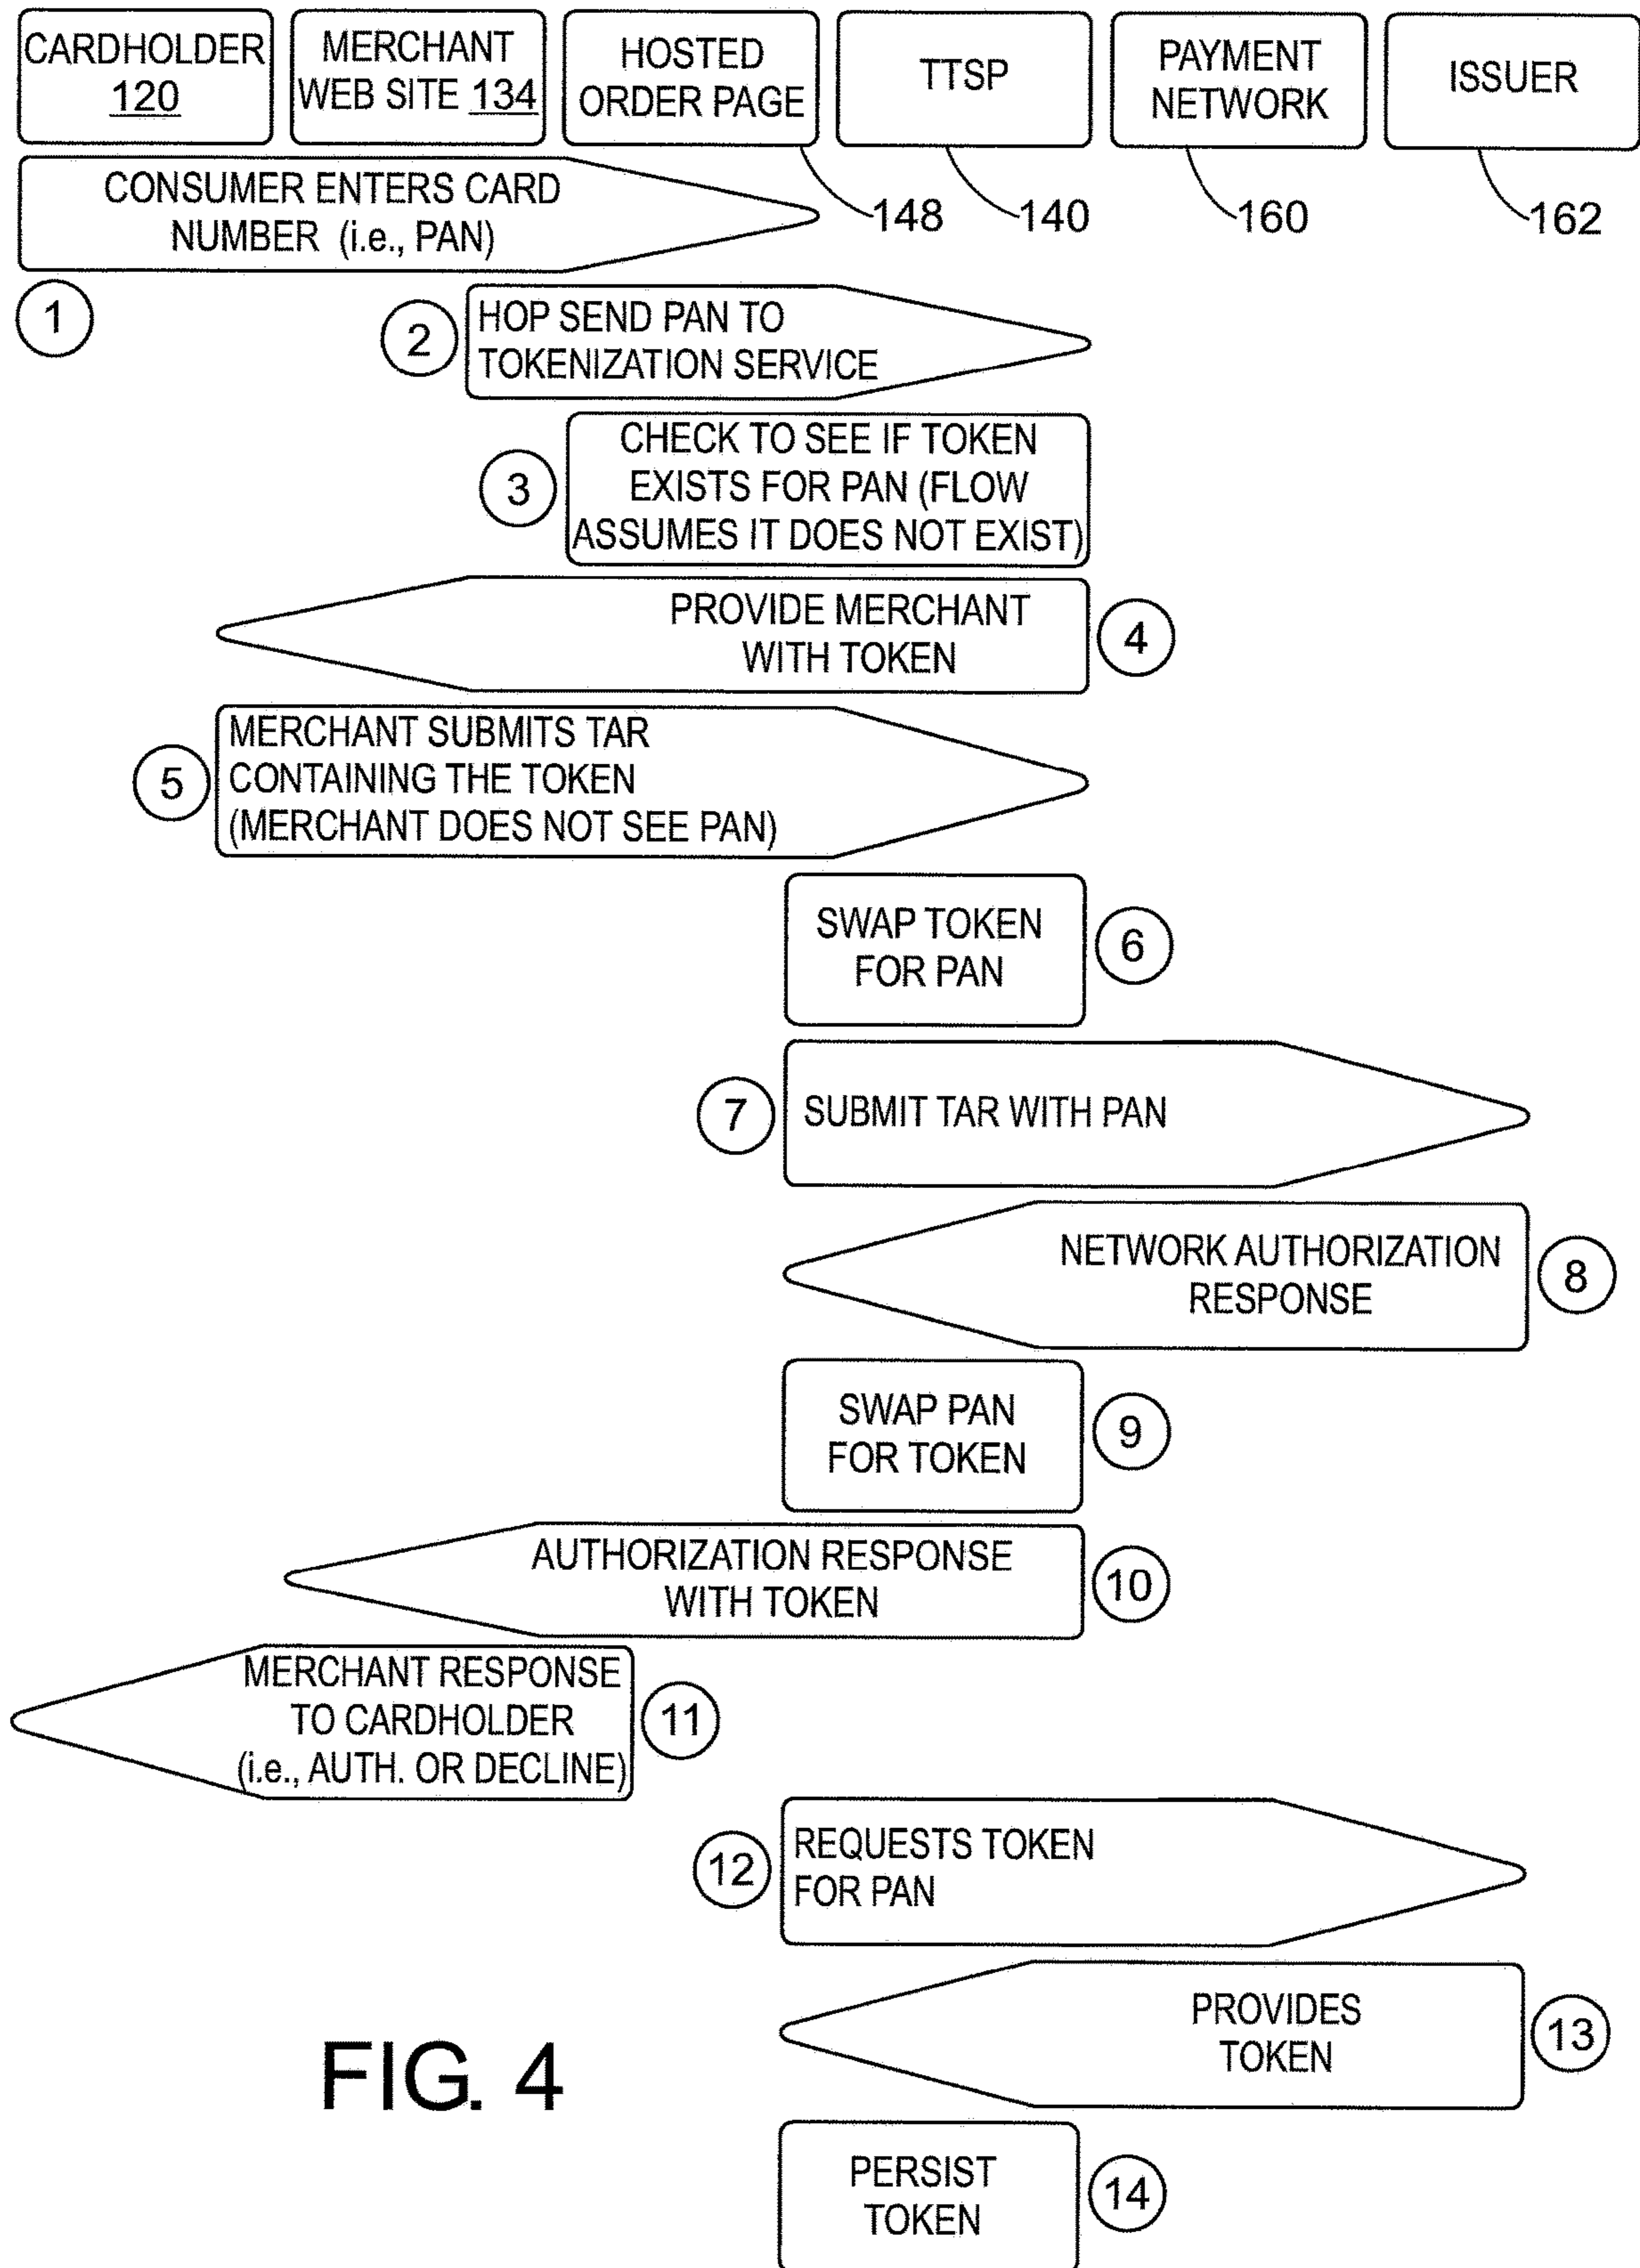 CARDHOLDER
120
MERCHANT
WEB SITE 134
HOSTED
ORDER PAGE
TTSP
PAYMENT
NETWORK
ISSUER
148
140
160
162
CONSUMER ENTERS CARD
NUMBER (i.e., PAN)
1
2
HOP SEND PAN TO
TOKENIZATION SERVICE
3
CHECK TO SEE IF TOKEN
EXISTS FOR PAN (FLOW
ASSUMES IT DOES NOT EXIST)
PROVIDE MERCHANT
WITH TOKEN
4
5
MERCHANT SUBMITS TAR
CONTAINING THE TOKEN
(MERCHANT DOES NOT SEE PAN)
SWAP TOKEN
FOR PAN
6
7
SUBMIT TAR WITH PAN
NETWORK AUTHORIZATION
RESPONSE
8
SWAP PAN
FOR TOKEN
9
AUTHORIZATION RESPONSE
WITH TOKEN
10
MERCHANT RESPONSE
TO CARDHOLDER
(i.e., AUTH. OR DECLINE)
11
12
REQUESTS TOKEN
FOR PAN
PROVIDES
TOKEN
13
PERSIST
TOKEN
14
FIG. 4